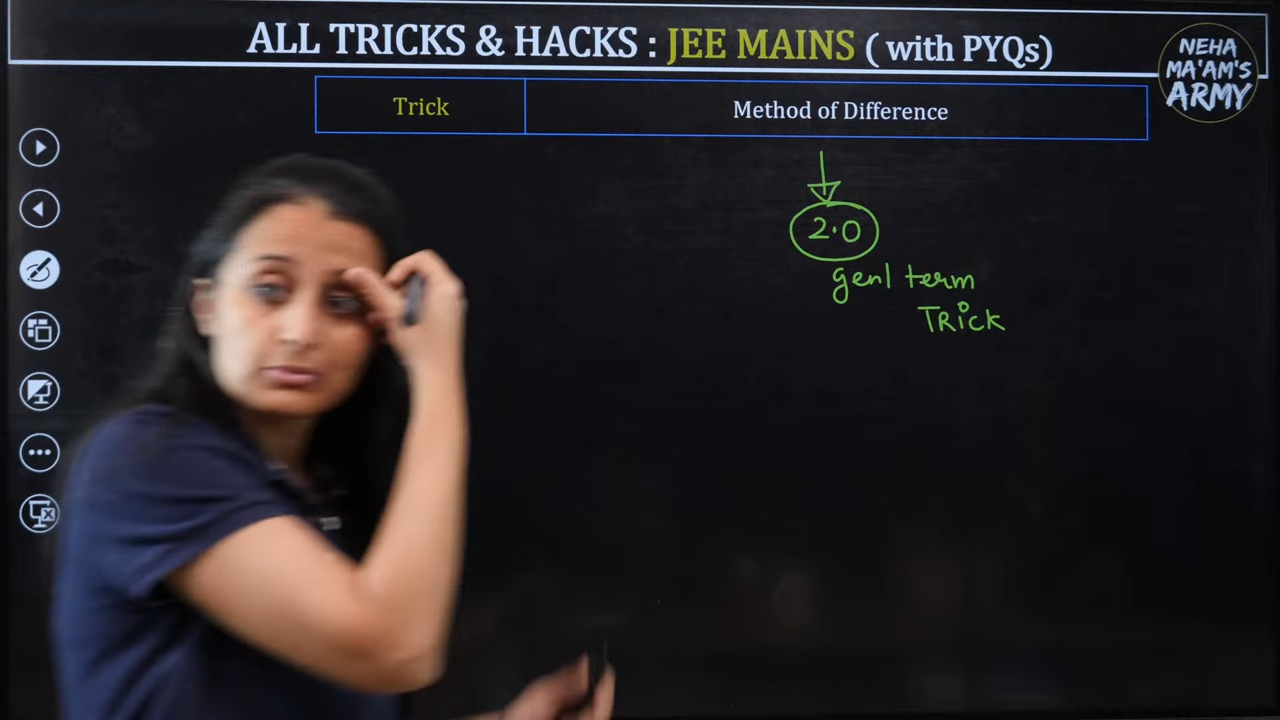 ALL TRICKS & HACKS : JEE MAINS ( with PYQs)
NEHA
MA'AM'S
ARMY
Trick
Method of Difference
2.0
genl term
TRiCK